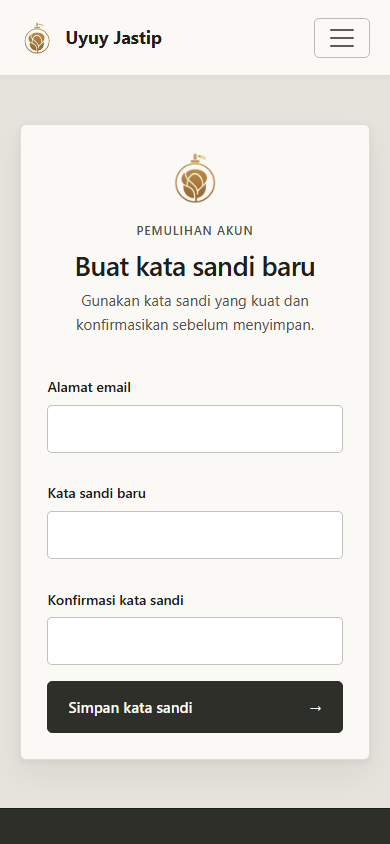 Uyuy Jastip
PEMULIHAN AKUN
Buat kata sandi baru
Gunakan kata sandi yang kuat dan
konfirmasikan sebelum menyimpan.
Alamat email
Kata sandi baru
Konfirmasi kata sandi
Simpan kata sandi →